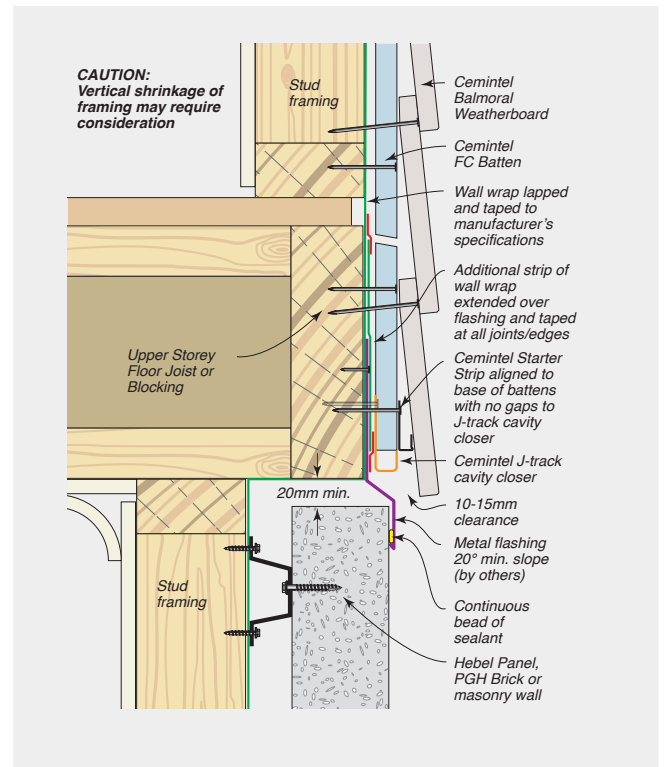 CAUTION:
Vertical shrinkage of
framing may require
consideration
Stud
framing
Cemintel
Balmoral
Weatherboard
Cemintel
FC Batten
Wall wrap lapped
and taped to
manufacturer's
specifications
Additional strip of
wall wrap
extended over
flashing and taped
at all joints/edges
Upper Storey
Floor Joist or
Blocking
Cemintel Starter
Strip aligned to
base of battens
with no gaps to
J-track cavity
closer
Cemintel J-track
cavity closer
20mm min.
10-15mm
clearance
Metal flashing
20° min. slope
(by others)
Stud
framing
Continuous
bead of
sealant
Hebel Panel,
PGH Brick or
masonry wall